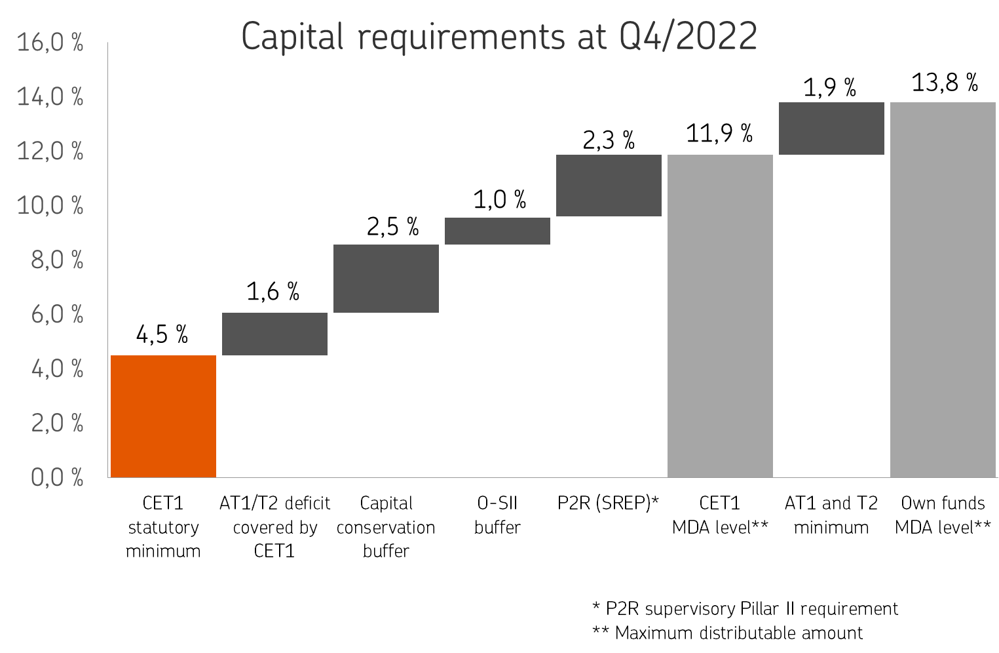 Capital requirements at Q4/2022
16,0 %
14,0 %
12,0 %
10,0 %
8,0 %
6,0 %
4,0 %
2,0 %
0,0 %
4,5 %
1,6 %
2,5 %
1,0 %
2,3 %
11,9 %
1,9 %
13,8 %
CET1
statutory
minimum
AT1/T2 deficit
covered by
CET1
Capital
conservation
buffer
O-SII
buffer
P2R (SREP)*
CET1
MDA level**
AT1 and T2
minimum
Own funds
MDA level**
* P2R supervisory Pillar II requirement
** Maximum distributable amount